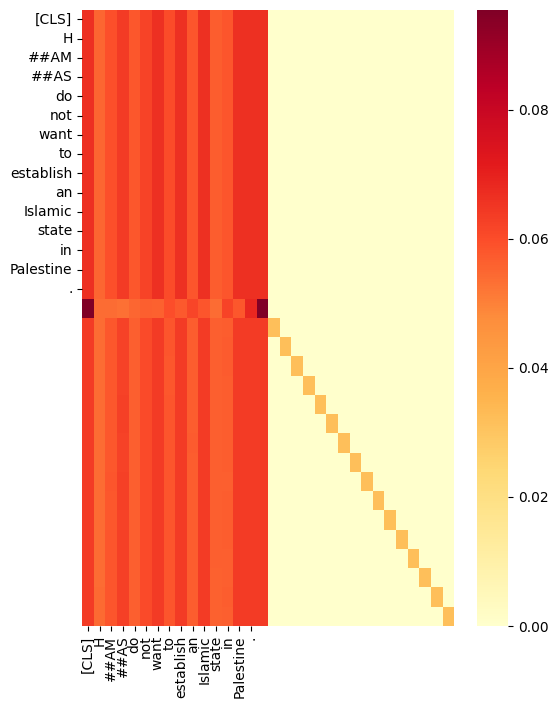 [CLS]
H
##AM
##AS
do
not
want
to
establish
an
Islamic
state
in
Palestine
.
0.08
0.06
0.04
0.02
0.00
[CLS]
H
##AM
##AS
do
not
want
to
establish
an
Islamic
state
in
Palestine
.